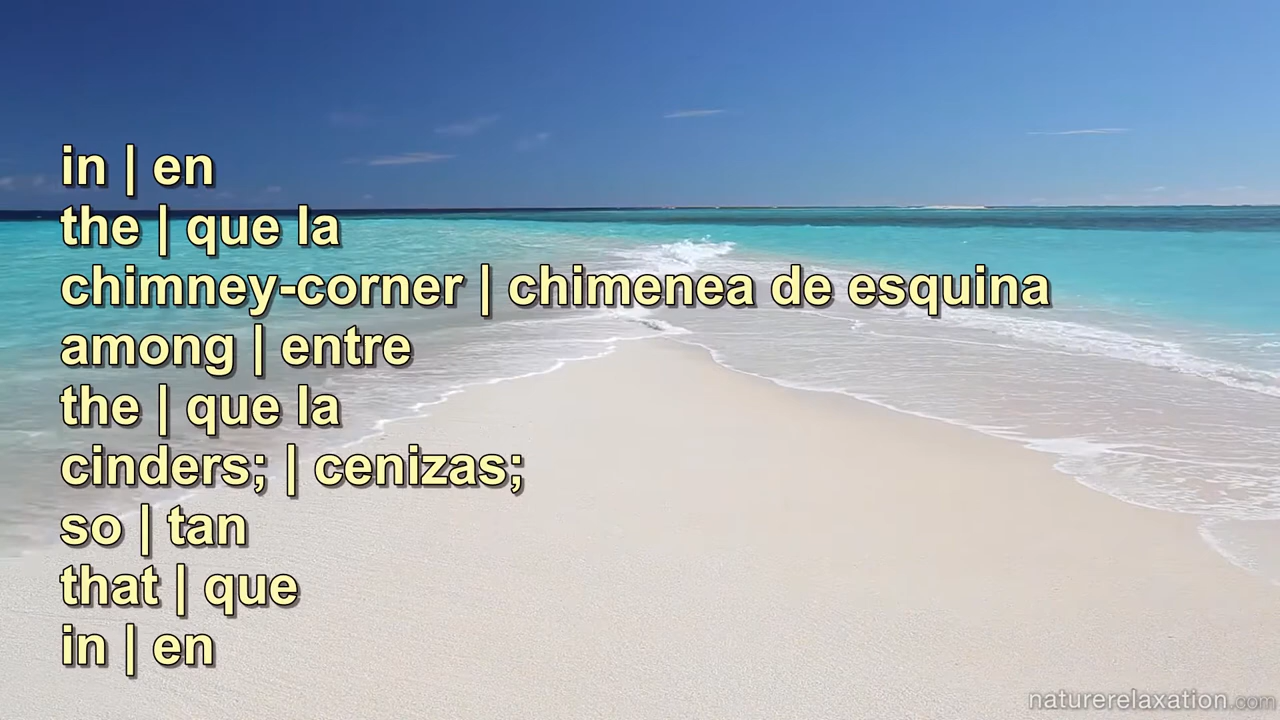 in | en
the | que la
chimney-corner | chimenea de esquina
among | entre
the | que la
cinders; | cenizas;
so | tan
that | que
in | en
naturerelaxation.com